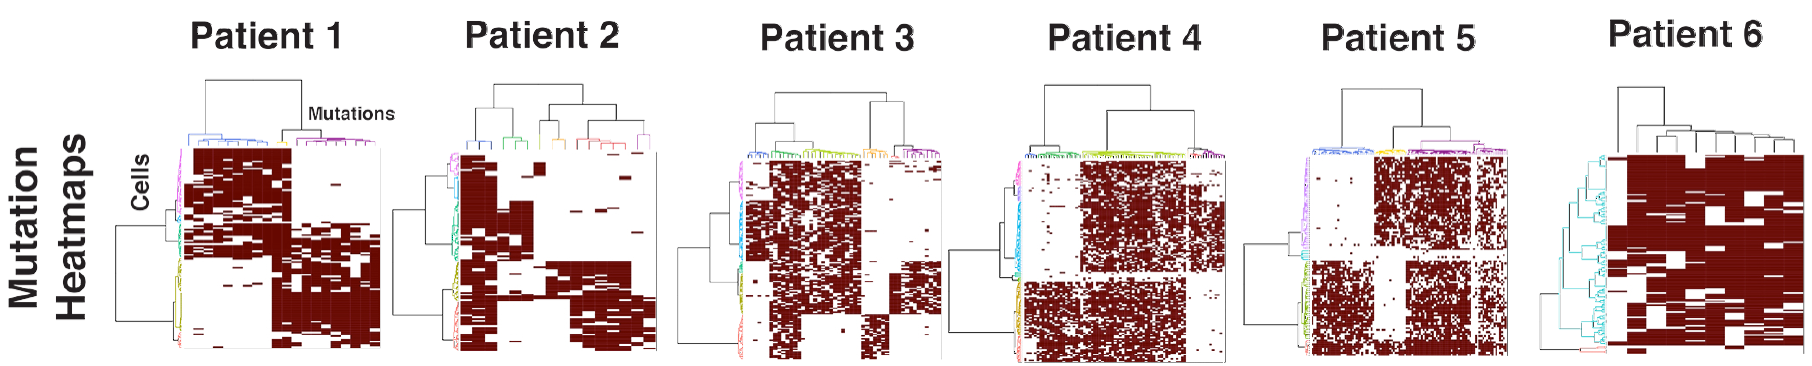 Patient 1
Patient 2
Patient 3
Patient 4
Patient 5
Patient 6
Mutation
Heatmaps
Cells
Mutations